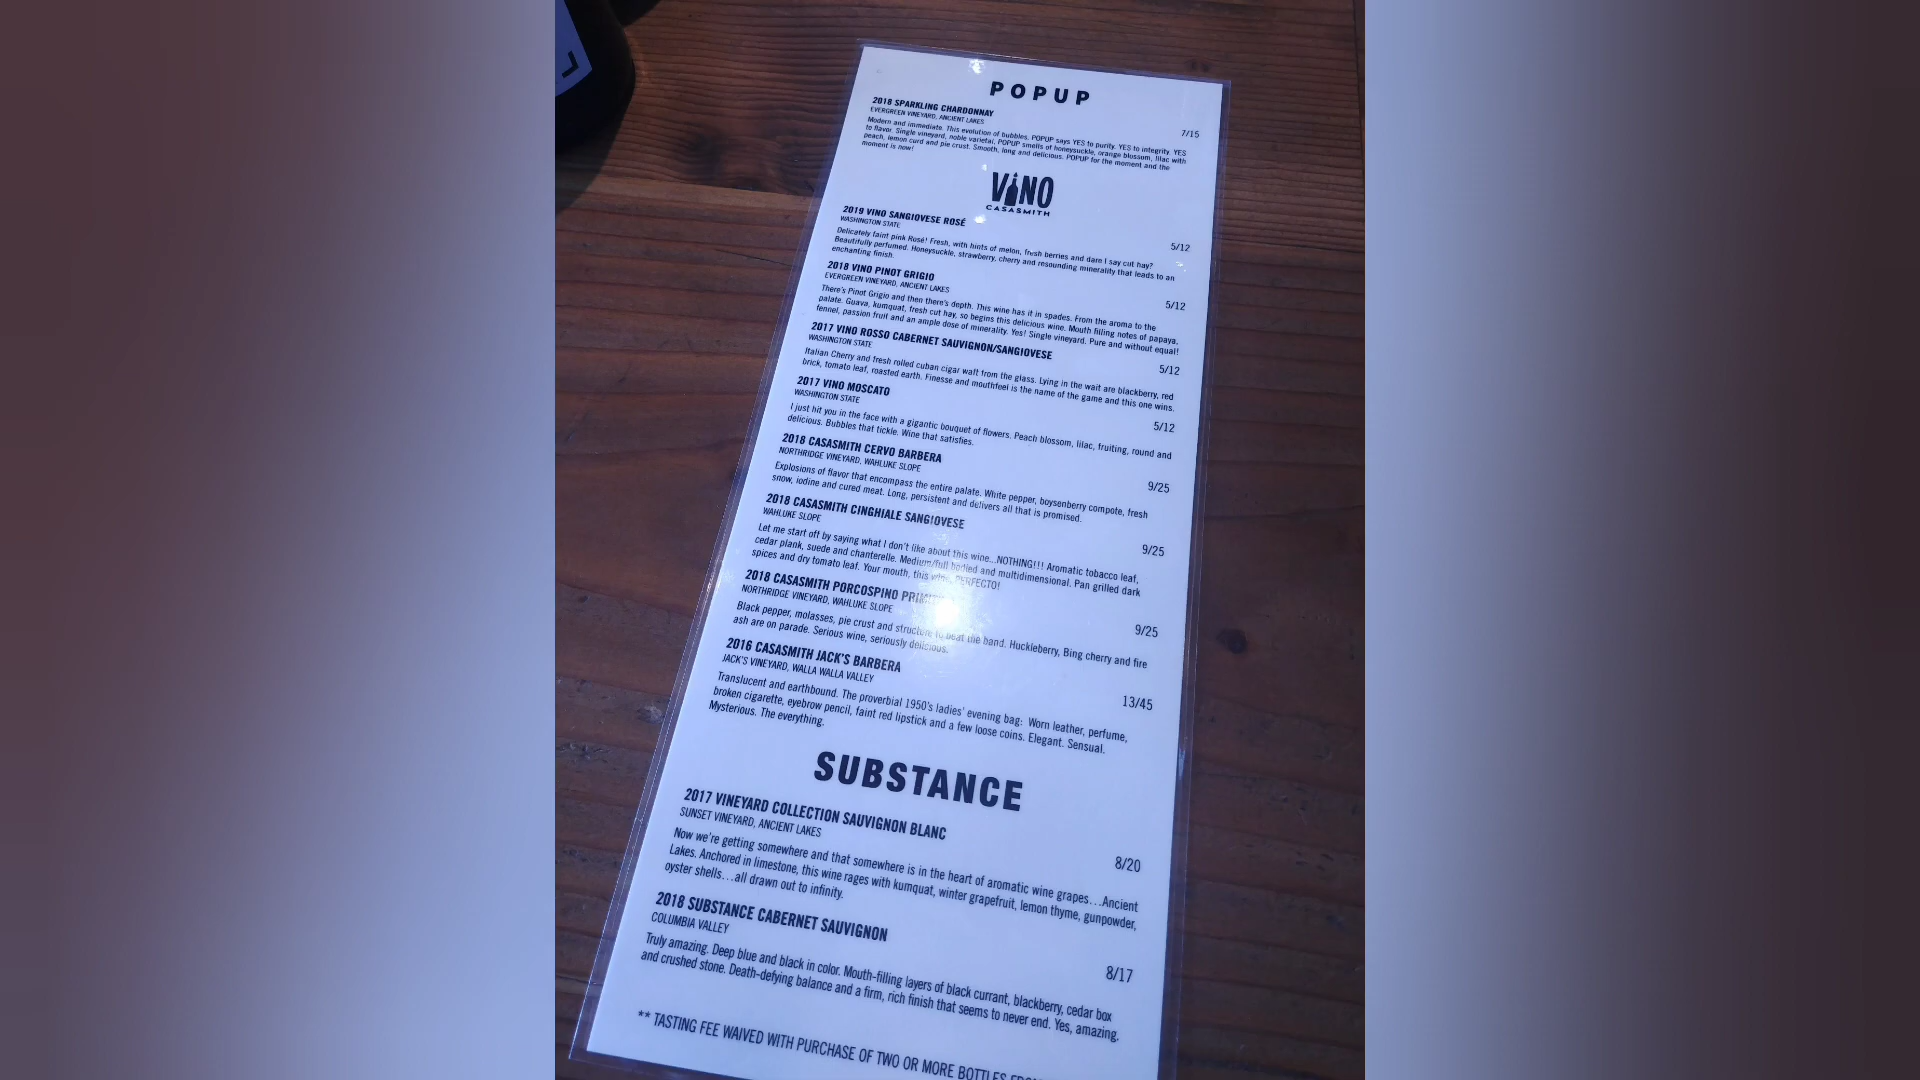 POPUP
2018 SPARKLING CHARDONNAY
EVERGREEN VINEYARD, ANCIENT LAKES
7/15
Modern and immediate. This evolution of bubbles, POPUP says YES to purity. YES to integrity. YES
to flavor. Single vineyard, noble varietal, POPUP smells of honeysuckle, orange blossom, lilac with
peach, lemon curd and pie crust. Smooth, long and delicious. POPUP for the moment and the
moment is now!
VINO
CASASMITH
2019 VINO SANGIOVESE ROSÉ
WASHINGTON STATE
5/12
Delicately faint pink Rosé! Fresh, with hints of melon, fresh berries and dare I say cut hay?
Beautifully perfumed. Honeysuckle, strawberry, cherry and resounding minerality that leads to an
enchanting finish.
2018 VINO PINOT GRIGIO
EVERGREEN VINEYARD, ANCIENT LAKES
5/12
There's Pinot Grigio and then there's depth. This wine has it in spades. From the aroma to the
palate. Guava, kumquat, fresh cut hay, so begins this delicious wine. Mouth filling notes of papaya,
fennel, passion fruit and an ample dose of minerality. Yes! Single vineyard. Pure and without equal!
2017 VINO ROSSO CABERNET SAUVIGNON/SANGIOVESE
WASHINGTON STATE
5/12
Italian Cherry and fresh rolled cuban cigar waft from the glass. Lying in the wait are blackberry, red
brick, tomato leaf, roasted earth. Finesse and mouthfeel is the name of the game and this one wins.
2017 VINO MOSCATO
WASHINGTON STATE
5/12
I just hit you in the face with a gigantic bouquet of flowers. Peach blossom, lilac, fruiting, round and
delicious. Bubbles that tickle. Wine that satisfies.
2018 CASASMITH CERVO BARBERA
NORTHRIDGE VINEYARD, WAHLUKE SLOPE
9/25
Explosions of flavor that encompass the entire palate. White pepper, boysenberry compote, fresh
snow, iodine and cured meat. Long, persistent and delivers all that is promised.
2018 CASASMITH CINGHIALE SANGIOVESE
WAHLUKE SLOPE
9/25
Let me start off by saying what I don't like about this wine...NOTHING!!! Aromatic tobacco leaf,
cedar plank, suede and chanterelle. Medium/full bodied and multidimensional. Pan grilled dark
spices and dry tomato leaf. Your mouth, this wine, PERFECTO!
2018 CASASMITH PORCOSPINO
NORTHRIDGE VINEYARD, WAHLUKE SLOPE
9/25
Black pepper, molasses, pie crust and structure to beat the band. Huckleberry, Bing cherry and fire
ash are on parade. Serious wine, seriously delicious.
2016 CASASMITH JACK'S BARBERA
JACK'S VINEYARD, WALLA WALLA VALLEY
13/45
Translucent and earthbound. The proverbial 1950's ladies' evening bag: Worn leather, perfume,
broken cigarette, eyebrow pencil, faint red lipstick and a few loose coins. Elegant. Sensual.
Mysterious. The everything.
SUBSTANCE
2017 VINEYARD COLLECTION SAUVIGNON BLANC
SUNSET VINEYARD, ANCIENT LAKES
8/20
Now we're getting somewhere and that somewhere is in the heart of aromatic wine grapes...Ancient
Lakes. Anchored in limestone, this wine rages with kumquat, winter grapefruit, lemon thyme, gunpowder,
oyster shells...all drawn out to infinity.
2018 SUBSTANCE CABERNET SAUVIGNON
COLUMBIA VALLEY
8/17
Truly amazing. Deep blue and black in color. Mouth-filling layers of black currant, blackberry, cedar box
and crushed stone. Death-defying balance and a firm, rich finish that seems to never end. Yes, amazing.
** TASTING FEE WAIVED WITH PURCHASE OF TWO OR MORE BOTTLES